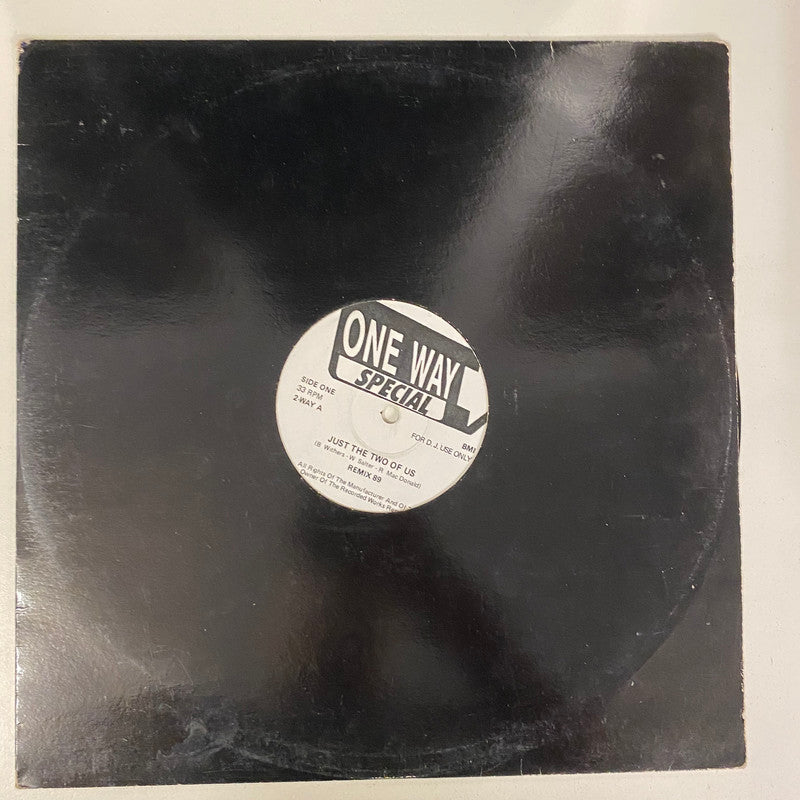 ONE WAY
SPECIAL
SIDE ONE
33 RPM
2-WAY A
BMI
FOR D.J. USE ONLY
JUST THE TWO OF US
(B. Withers - W. Salter - R. Mac Donald)
REMIX 89
All Rights Of The Manufacturer And Of
Owner Of The Recorded Works